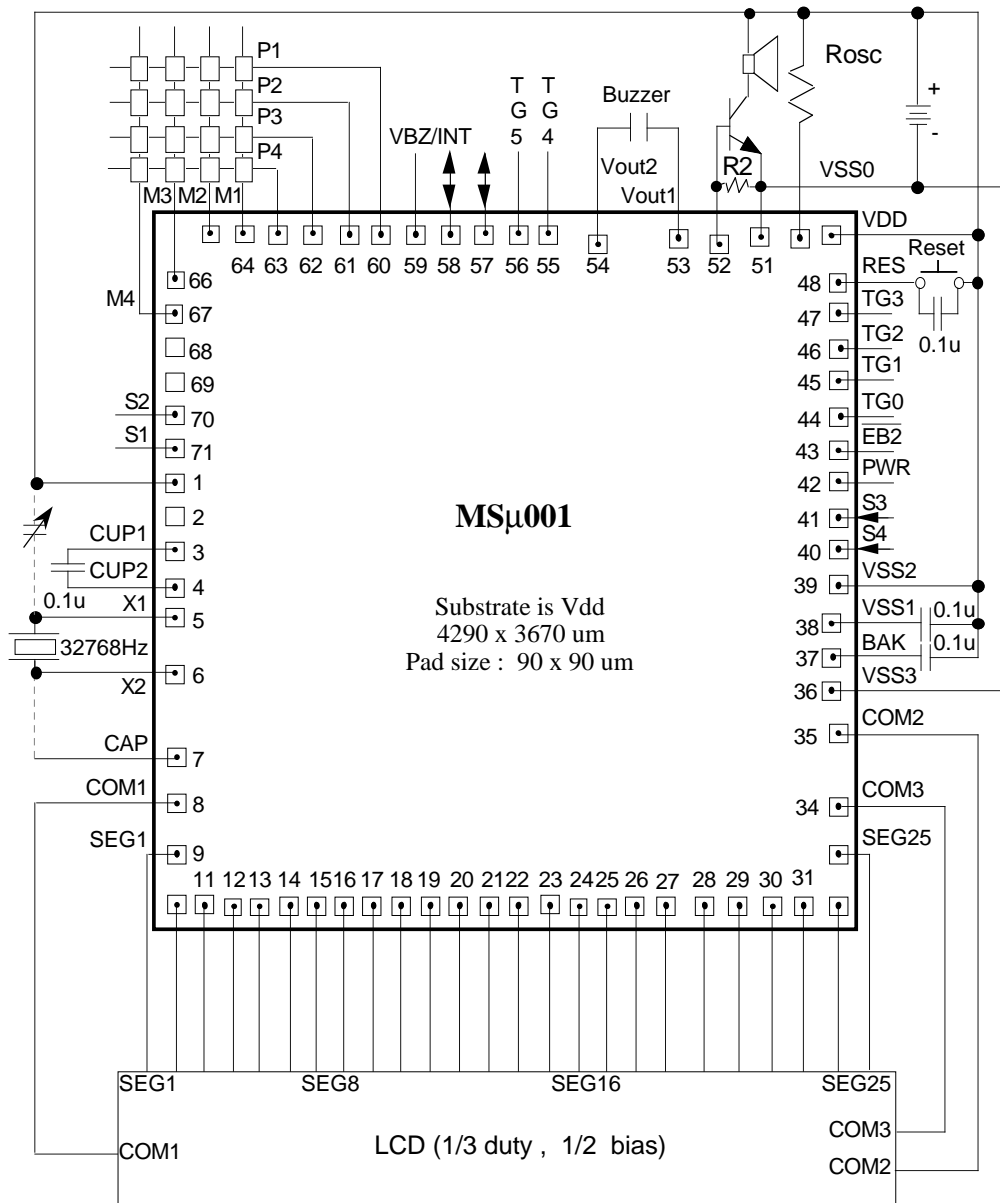 P1
P2
P3
P4
M3
M2
M1
M4
VBZ/INT
T
G
5
T
G
4
Buzzer
Vout2
Vout1
R2
Rosc
+
-
VSS0
VDD
Reset
RES
0.1u
TG3
TG2
TG1
TG0
EB2
PWR
S3
S4
VSS2
VSS1
0.1u
BAK
0.1u
VSS3
COM2
COM3
SEG25
64
63
62
61
60
59
58
57
56
55
54
53
52
51
66
67
68
69
70
71
1
2
3
4
5
6
7
8
9
48
47
46
45
44
43
42
41
40
39
38
37
36
35
34
S2
S1
CUP1
CUP2
0.1u
X1
32768Hz
X2
CAP
COM1
SEG1
MSμ001
Substrate is Vdd
4290 x 3670 um
Pad size : 90 x 90 um
11
12
13
14
15
16
17
18
19
20
21
22
23
24
25
26
27
28
29
30
31
SEG1
SEG8
SEG16
SEG25
COM1
LCD (1/3 duty , 1/2 bias)
COM3
COM2